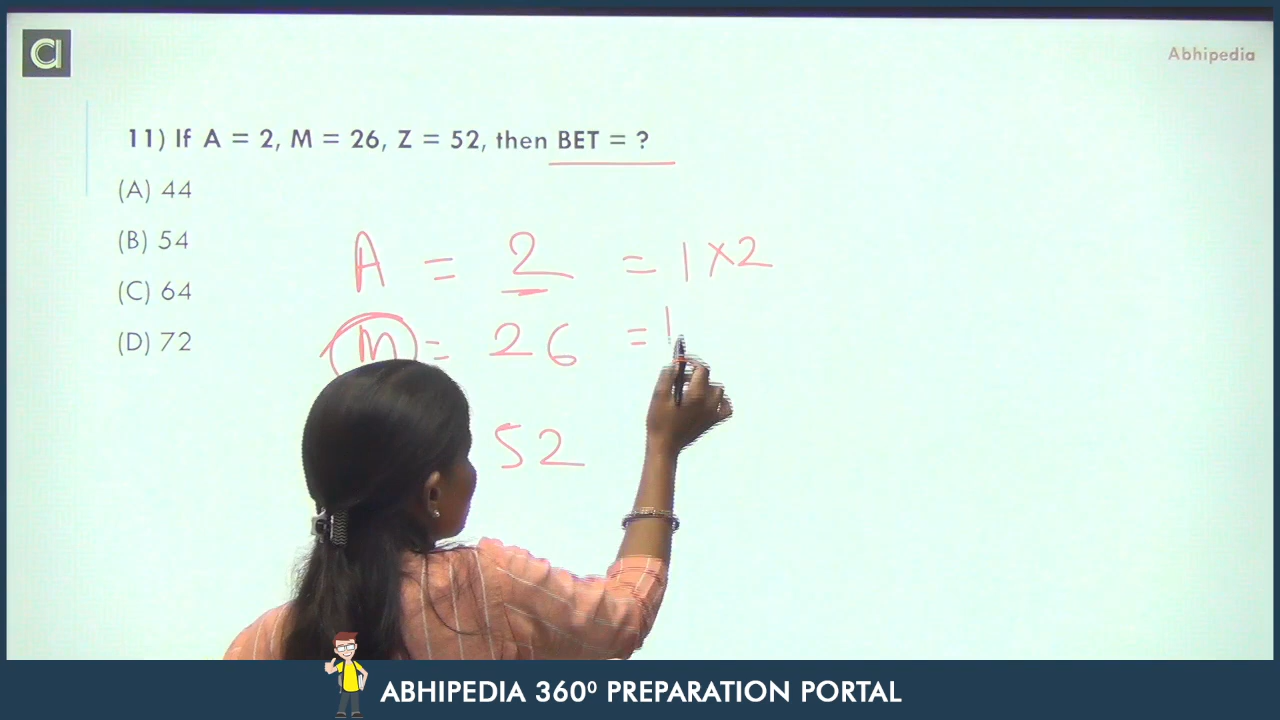 Abhipedia
11) If A = 2, M = 26, Z = 52, then BET = ?
(A) 44
(B) 54
(C) 64
(D) 72
A = 2 = 1 × 2
M = 26 = 1
52
ABHIPEDIA 360⁰ PREPARATION PORTAL